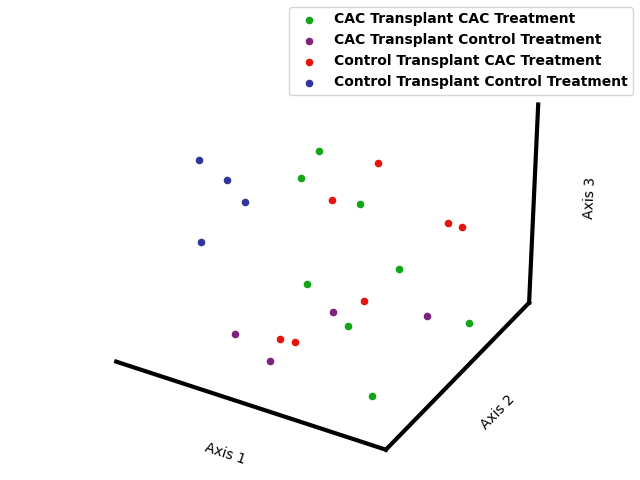 CAC Transplant CAC Treatment
CAC Transplant Control Treatment
Control Transplant CAC Treatment
Control Transplant Control Treatment
Axis 3
Axis 2
Axis 1